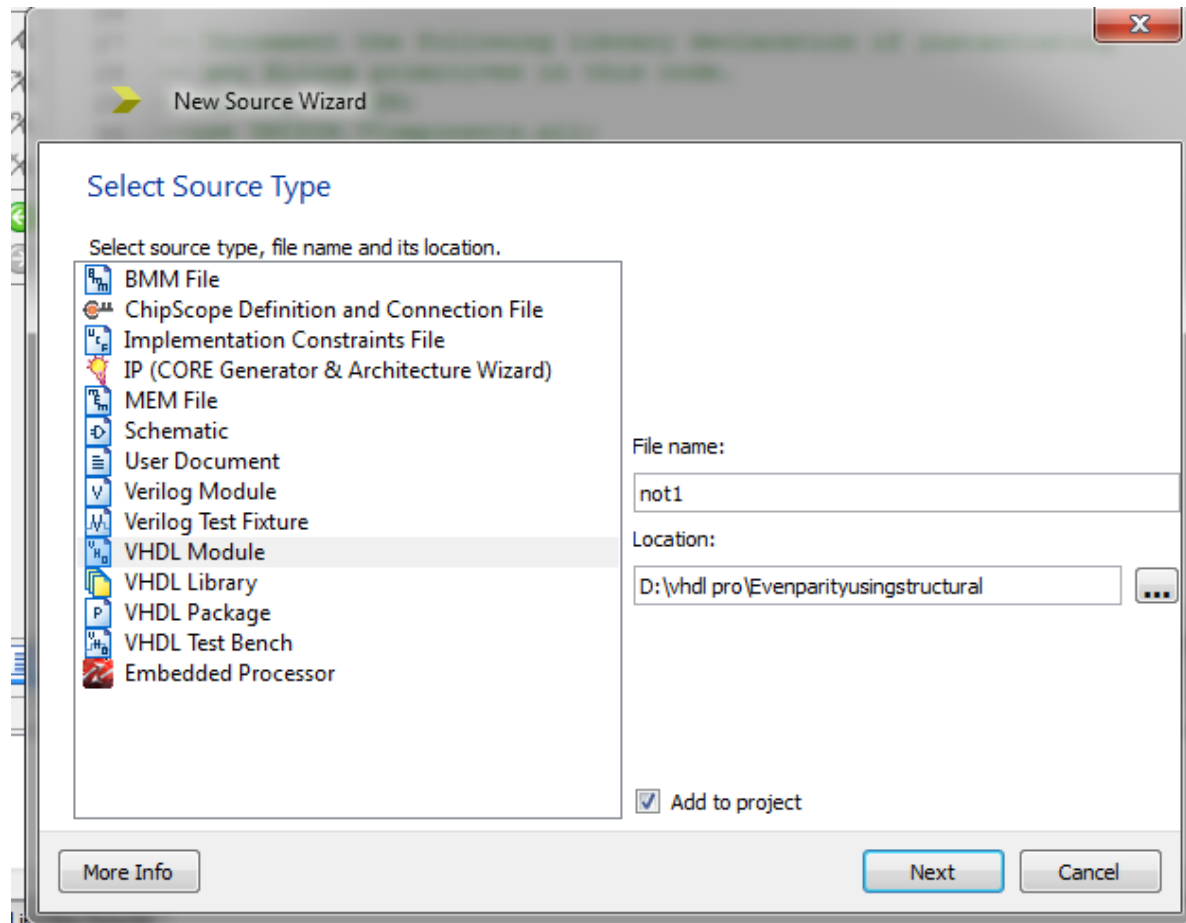 New Source Wizard
Select Source Type
Select source type, file name and its location.
BMM File
ChipScope Definition and Connection File
Implementation Constraints File
IP (CORE Generator & Architecture Wizard)
MEM File
Schematic
User Document
Verilog Module
Verilog Test Fixture
VHDL Module
VHDL Library
VHDL Package
VHDL Test Bench
Embedded Processor
File name:
not1
Location:
D:\vhdl pro\Evenparityusingstructural
...
Add to project
More Info
Next
Cancel